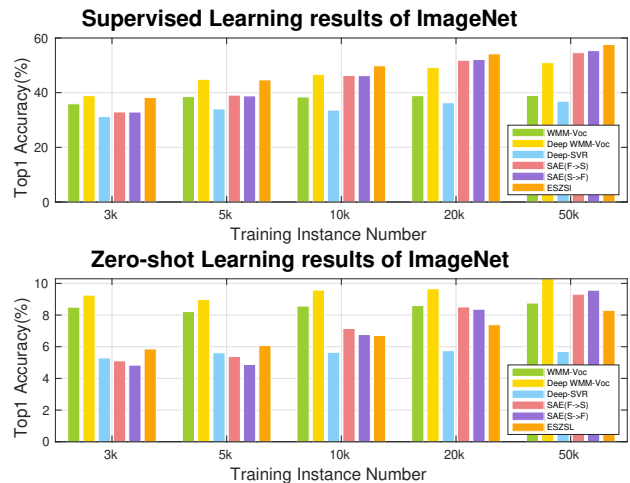 Supervised Learning results of ImageNet
60
40
20
0
Top1 Accuracy(%)
WMM-Voc
Deep WMM-Voc
Deep-SVR
SAE(F->S)
SAE(S->F)
ESZSl
3k 5k 10k 20k 50k
Training Instance Number
Zero-shot Learning results of ImageNet
10
8
6
4
2
0
Top1 Accuracy(%)
WMM-Voc
Deep WMM-Voc
Deep-SVR
SAE(F->S)
SAE(S->F)
ESZSL
3k 5k 10k 20k 50k
Training Instance Number